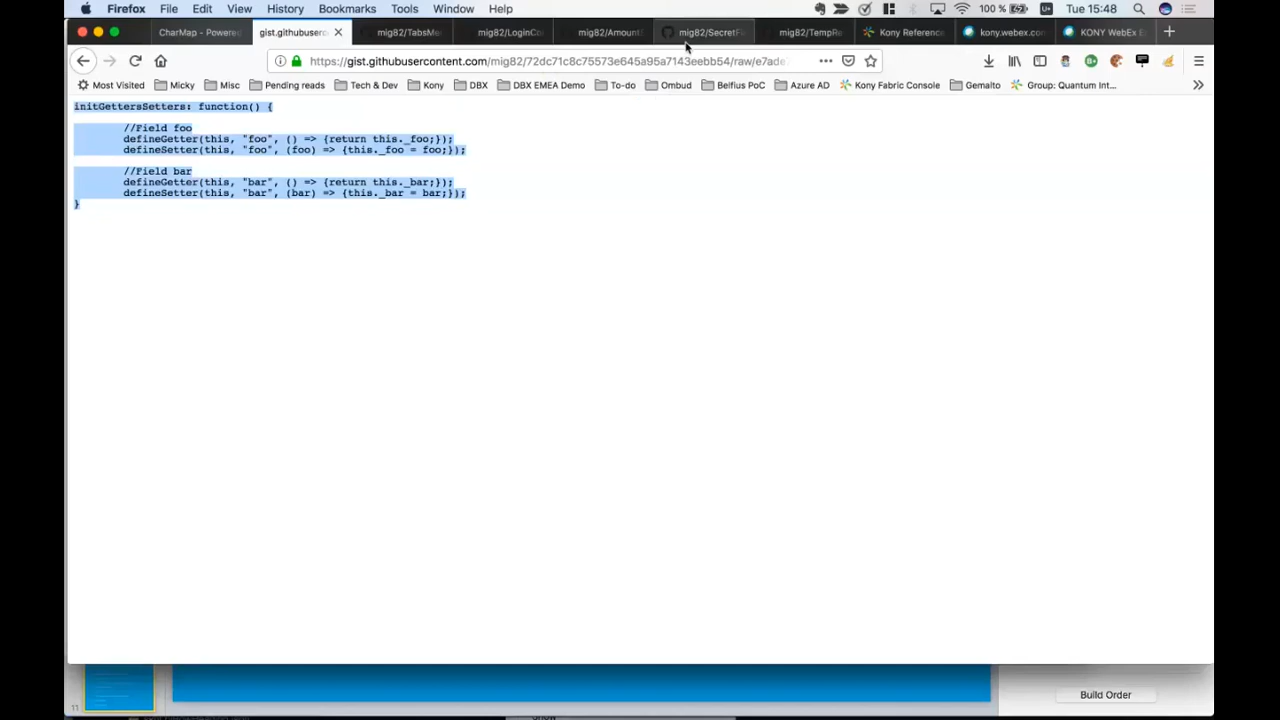 Firefox File Edit View History Bookmarks Tools Window Help 100 % Tue 15:48
CharMap - Powere gist.githubuserc mig82/TabsMe mig82/LoginCo mig82/Amount mig82/SecretFi mig82/TempRe Kony Reference kony.webex.con KONY WebEx E
https://gist.githubusercontent.com/mig82/72dc71c8c75573e645a95a7143eebb54/raw/e7ade
Most Visited Micky Misc Pending reads Tech & Dev Kony DBX DBX EMEA Demo To-do Ombud Belfius PoC Azure AD Kony Fabric Console Gemalto Group: Quantum Int...
initGettersSetters: function() {
//Field foo
defineGetter(this, "foo", () => {return this._foo;});
defineSetter(this, "foo", (foo) => {this._foo = foo;});
//Field bar
defineGetter(this, "bar", () => {return this._bar;});
defineSetter(this, "bar", (bar) => {this._bar = bar;});
}
11
Build Order